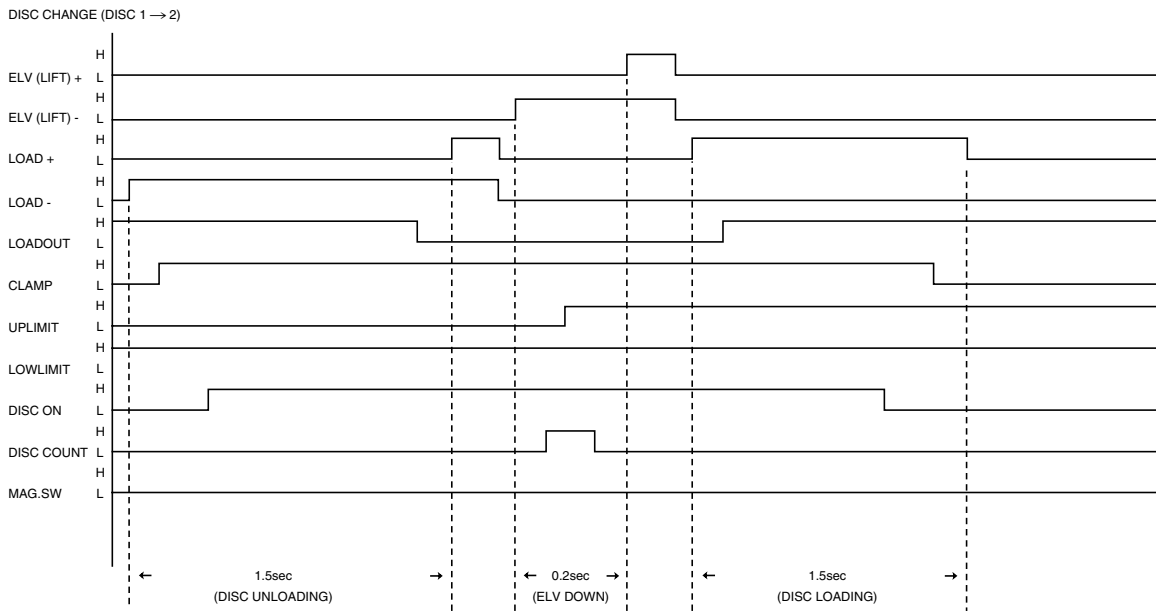 DISC CHANGE (DISC 1 → 2)
H
ELV (LIFT) + L
H
ELV (LIFT) - L
H
LOAD + L
H
LOAD - L
H
LOADOUT L
H
CLAMP L
H
UPLIMIT L
H
LOWLIMIT L
H
DISC ON L
H
DISC COUNT L
H
MAG.SW L
← 1.5sec → ← 0.2sec → ← 1.5sec →
(DISC UNLOADING) (ELV DOWN) (DISC LOADING)